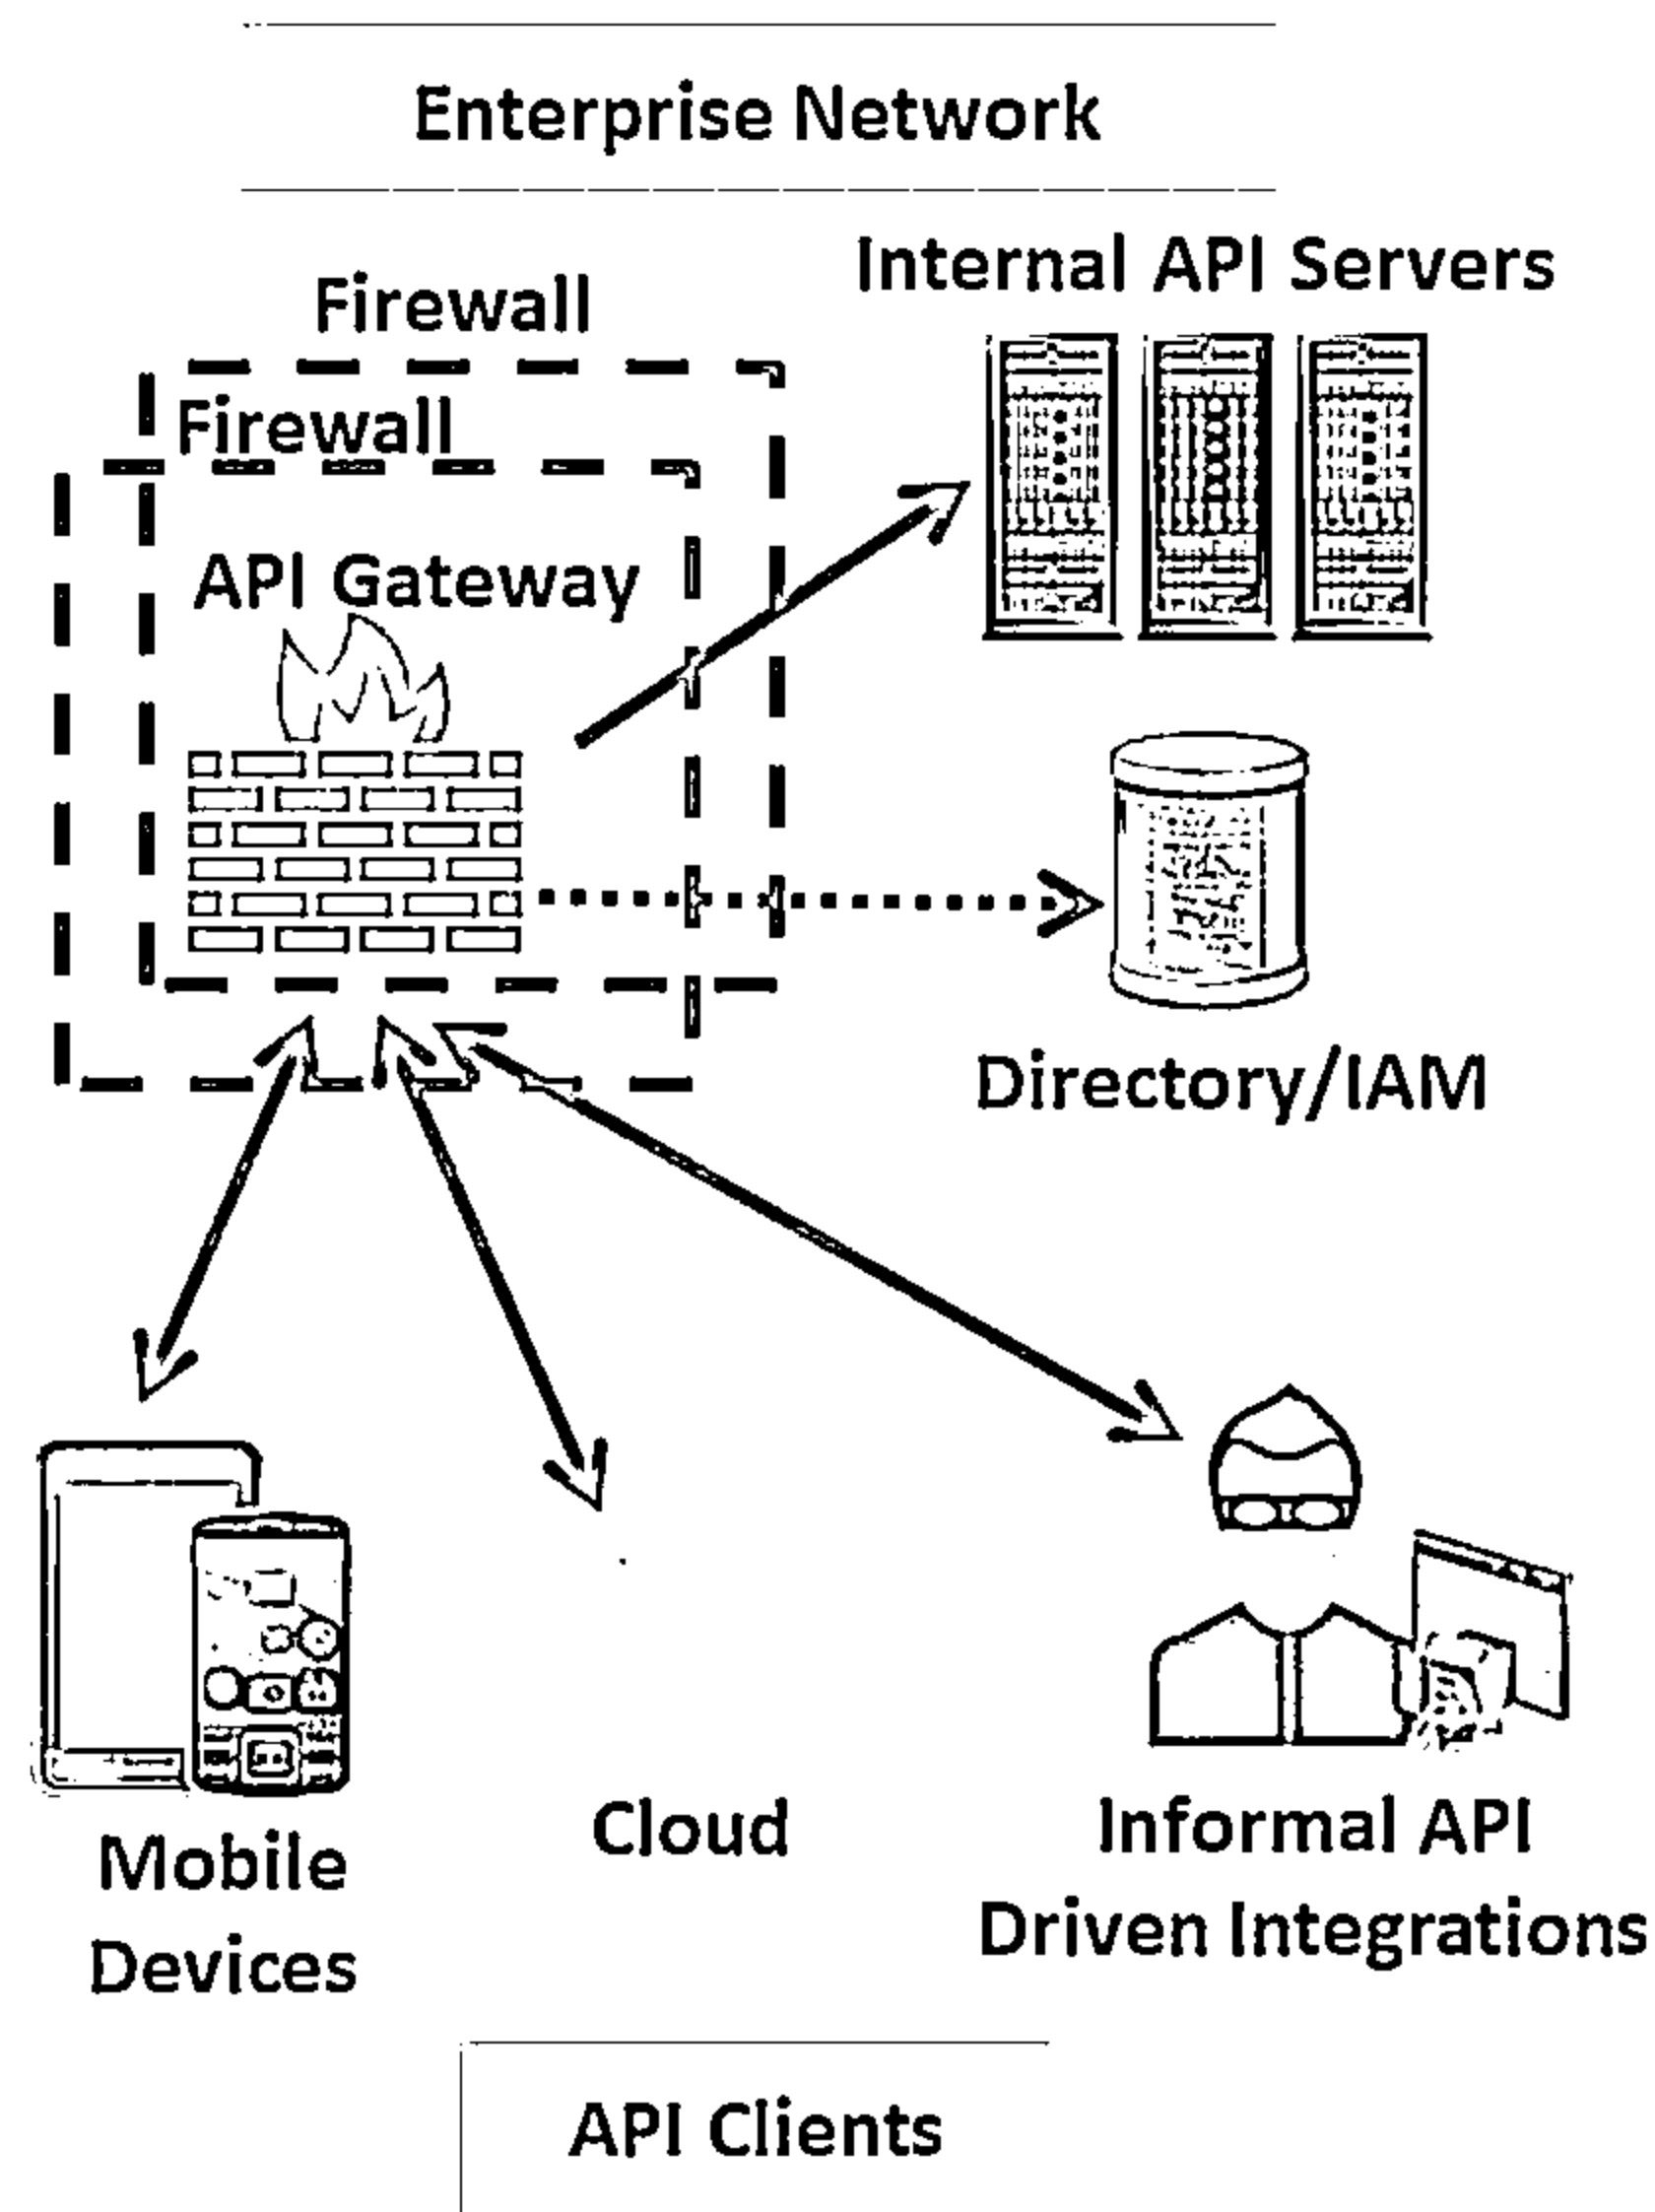 Enterprise Network
Internal API Servers
Firewall
Firewall
API Gateway
Directory/IAM
Mobile
Devices
Cloud
Informal API
Driven Integrations
API Clients